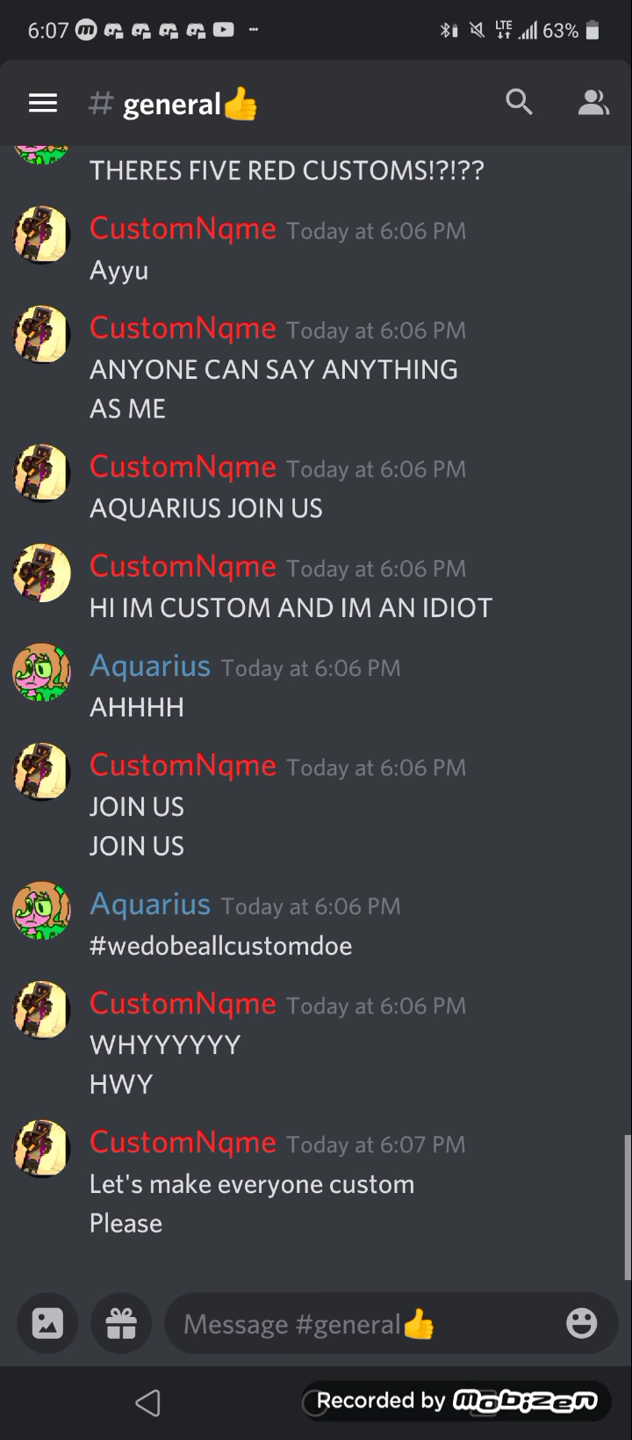 6:07 LTE 63%
# general👍
THERES FIVE RED CUSTOMS!?!??
CustomNqme Today at 6:06 PM
Ayyu
CustomNqme Today at 6:06 PM
ANYONE CAN SAY ANYTHING
AS ME
CustomNqme Today at 6:06 PM
AQUARIUS JOIN US
CustomNqme Today at 6:06 PM
HI IM CUSTOM AND IM AN IDIOT
Aquarius Today at 6:06 PM
AHHHH
CustomNqme Today at 6:06 PM
JOIN US
JOIN US
Aquarius Today at 6:06 PM
#wedobeallcustomdoe
CustomNqme Today at 6:06 PM
WHYYYYYY
HWY
CustomNqme Today at 6:07 PM
Let's make everyone custom
Please
Message #general👍
Recorded by mobizen